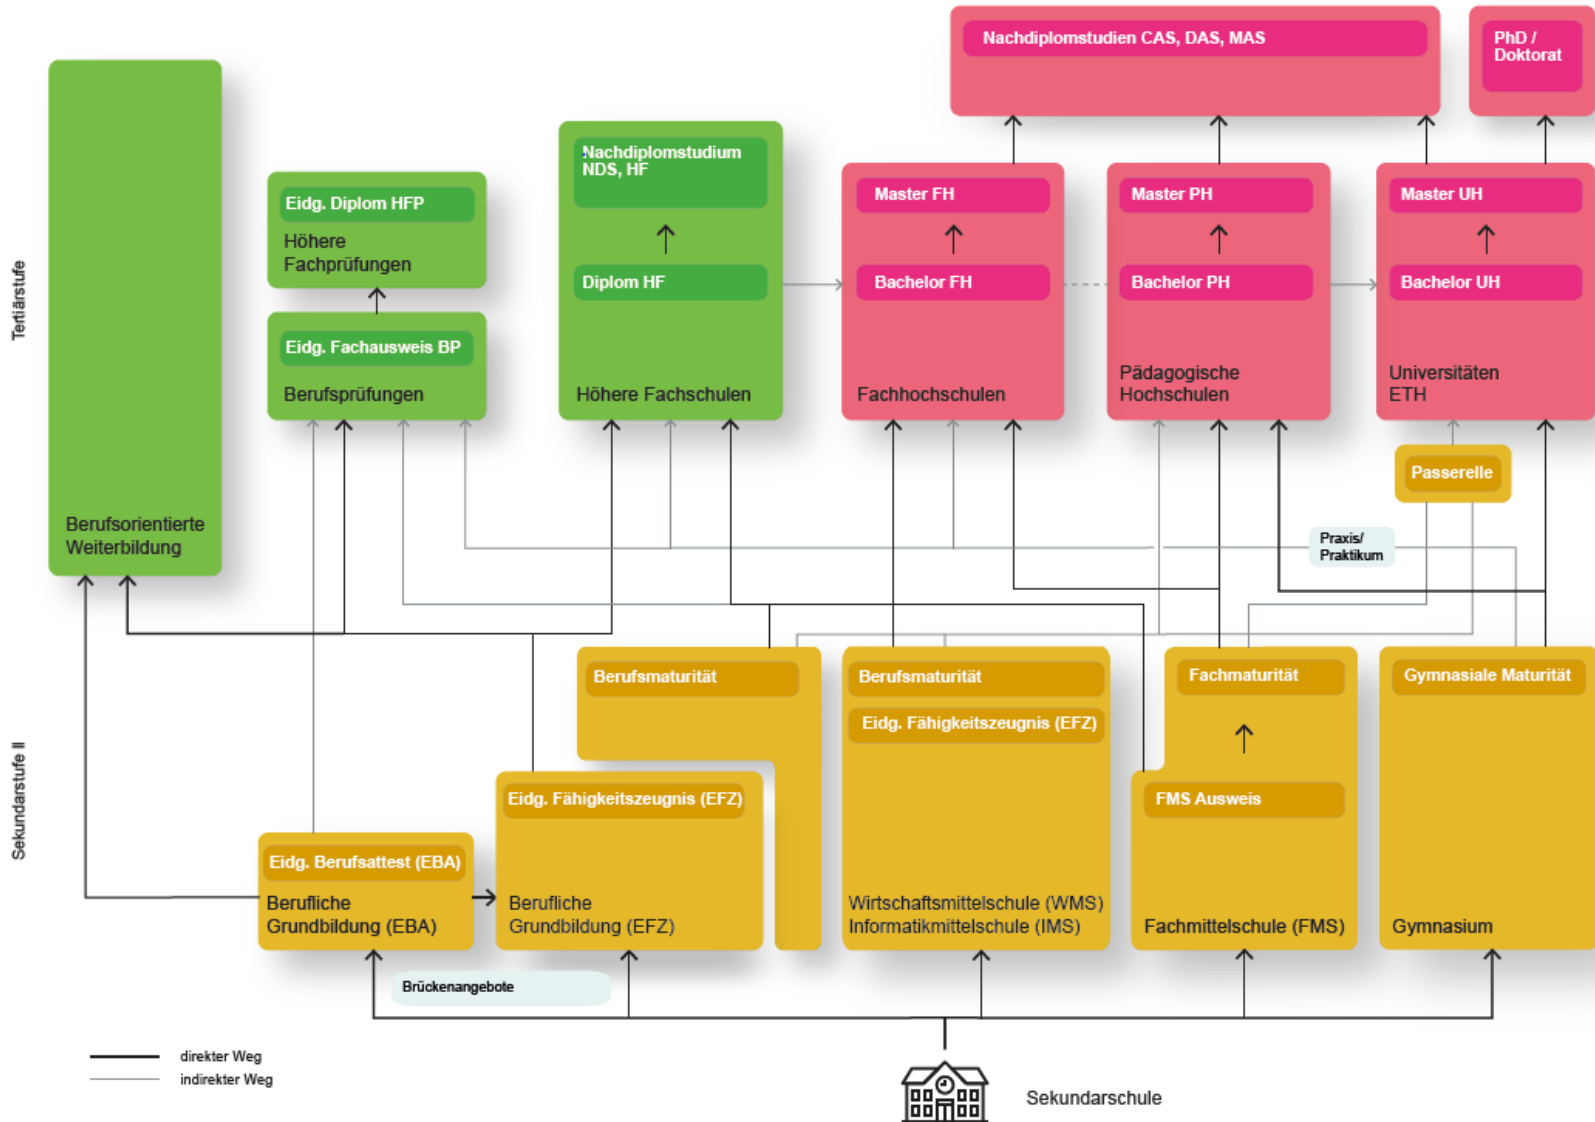 Nachdiplomstudien CAS, DAS, MAS
PhD /
Doktorat
Nachdiplomstudium
NDS, HF
Eidg. Diplom HFP
Höhere
Fachprüfungen
Master FH
Master PH
Master UH
Diplom HF
Bachelor FH
Bachelor PH
Bachelor UH
Tertiärstufe
Eidg. Fachausweis BP
Berufsprüfungen
Höhere Fachschulen
Fachhochschulen
Pädagogische
Hochschulen
Universitäten
ETH
Passerelle
Berufsorientierte
Weiterbildung
Praxis/
Praktikum
Berufsmaturität
Berufsmaturität
Fachmaturität
Gymnasiale Maturität
Eidg. Fähigkeitszeugnis (EFZ)
Sekundarstufe II
Eidg. Fähigkeitszeugnis (EFZ)
FMS Ausweis
Eidg. Berufsattest (EBA)
Berufliche
Grundbildung (EBA)
Berufliche
Grundbildung (EFZ)
Wirtschaftsmittelschule (WMS)
Informatikmittelschule (IMS)
Fachmittelschule (FMS)
Gymnasium
Brückenangebote
direkter Weg
indirekter Weg
Sekundarschule